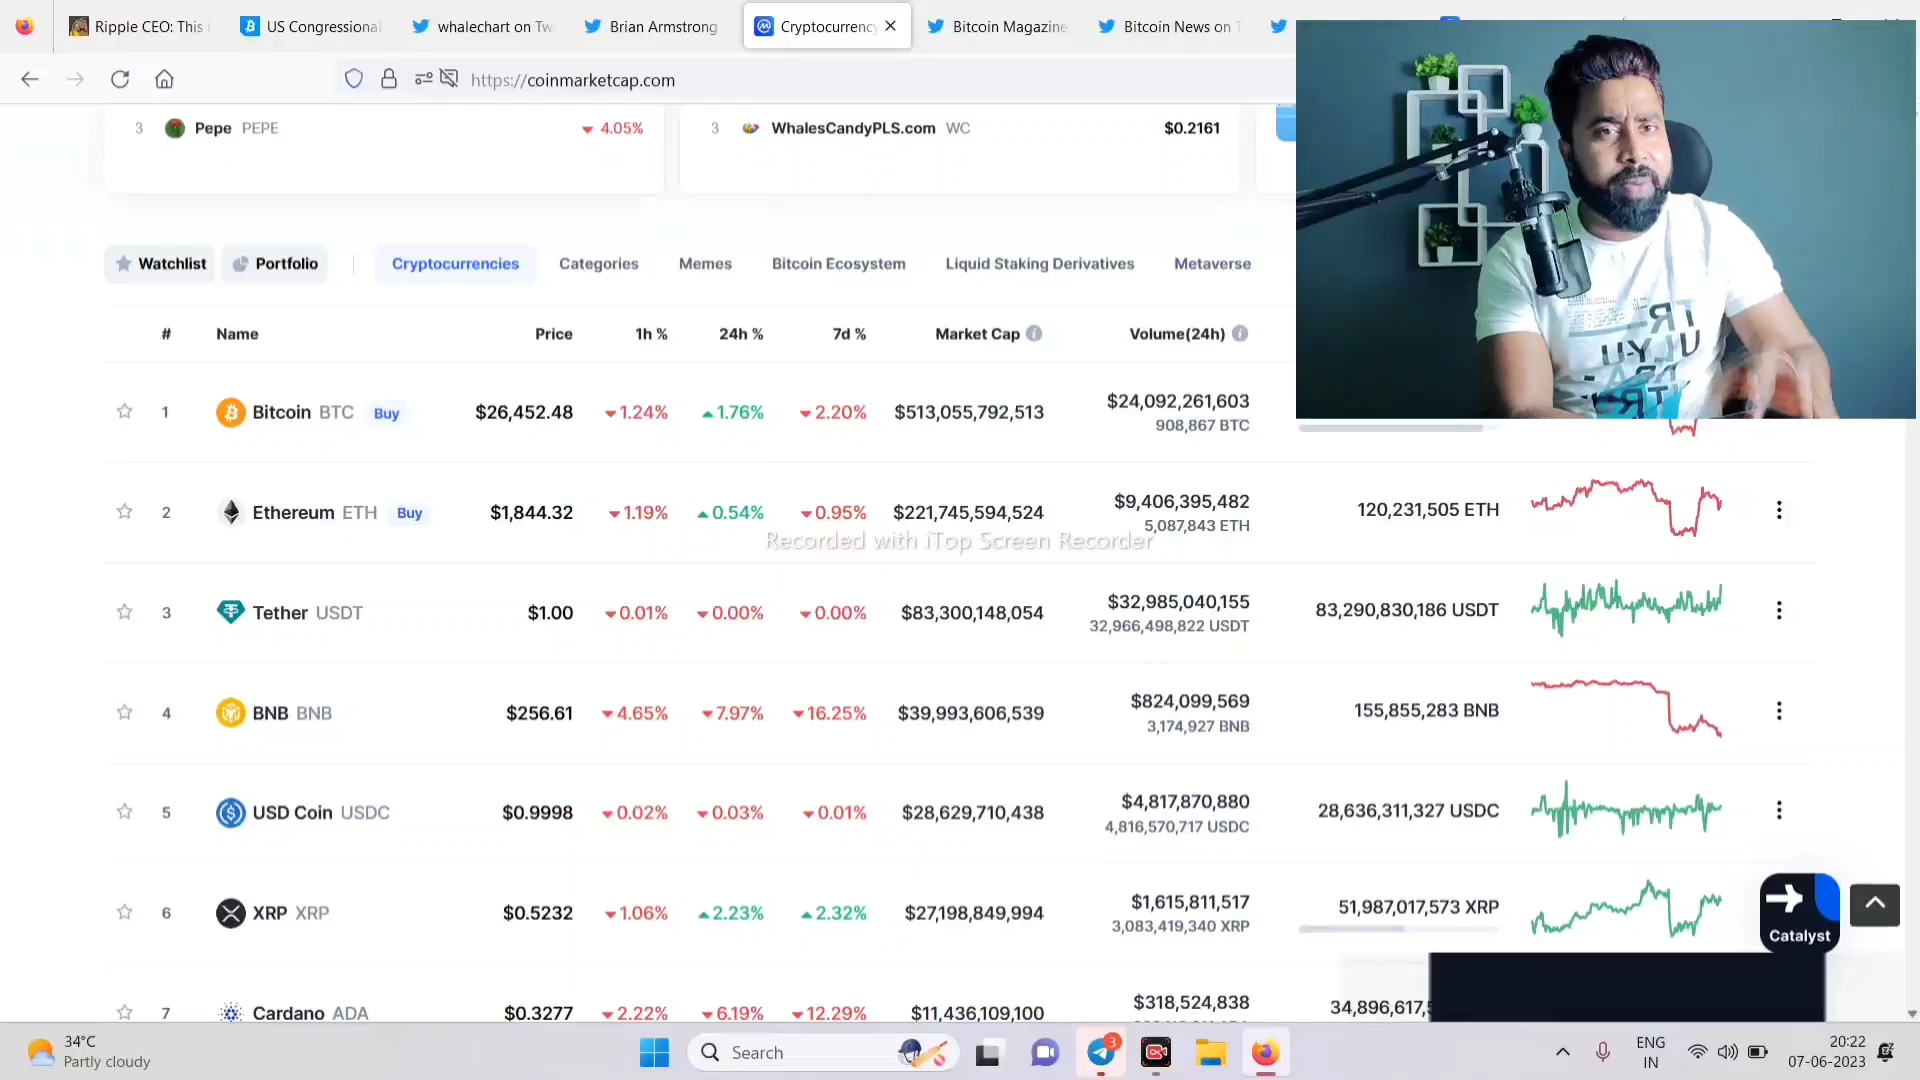 Ripple CEO: This i
US Congressional
whalechart on Tw
Brian Armstrong
Cryptocurrency
Bitcoin Magazine
Bitcoin News on T
https://coinmarketcap.com
3 Pepe PEPE 4.05%
3 WhalesCandyPLS.com WC $0.2161
Watchlist Portfolio Cryptocurrencies Categories Memes Bitcoin Ecosystem Liquid Staking Derivatives Metaverse
# Name Price 1h % 24h % 7d % Market Cap Volume(24h)
1 Bitcoin BTC Buy $26,452.48 1.24% 1.76% 2.20% $513,055,792,513 $24,092,261,603
908,867 BTC
2 Ethereum ETH Buy $1,844.32 1.19% 0.54% 0.95% $221,745,594,524 $9,406,395,482 120,231,505 ETH
5,087,843 ETH
Recorded with iTop Screen Recorder
3 Tether USDT $1.00 0.01% 0.00% 0.00% $83,300,148,054 $32,985,040,155 83,290,830,186 USDT
32,966,498,822 USDT
4 BNB BNB $256.61 4.65% 7.97% 16.25% $39,993,606,539 $824,099,569 155,855,283 BNB
3,174,927 BNB
5 USD Coin USDC $0.9998 0.02% 0.03% 0.01% $28,629,710,438 $4,817,870,880 28,636,311,327 USDC
4,816,570,717 USDC
6 XRP XRP $0.5232 1.06% 2.23% 2.32% $27,198,849,994 $1,615,811,517 51,987,017,573 XRP
3,083,419,340 XRP
Catalyst
7 Cardano ADA $0.3277 2.22% 6.19% 12.29% $11,436,109,100 $318,524,838 34,896,617,
34°C
Partly cloudy
Search
3
ENG
IN
20:22
07-06-2023